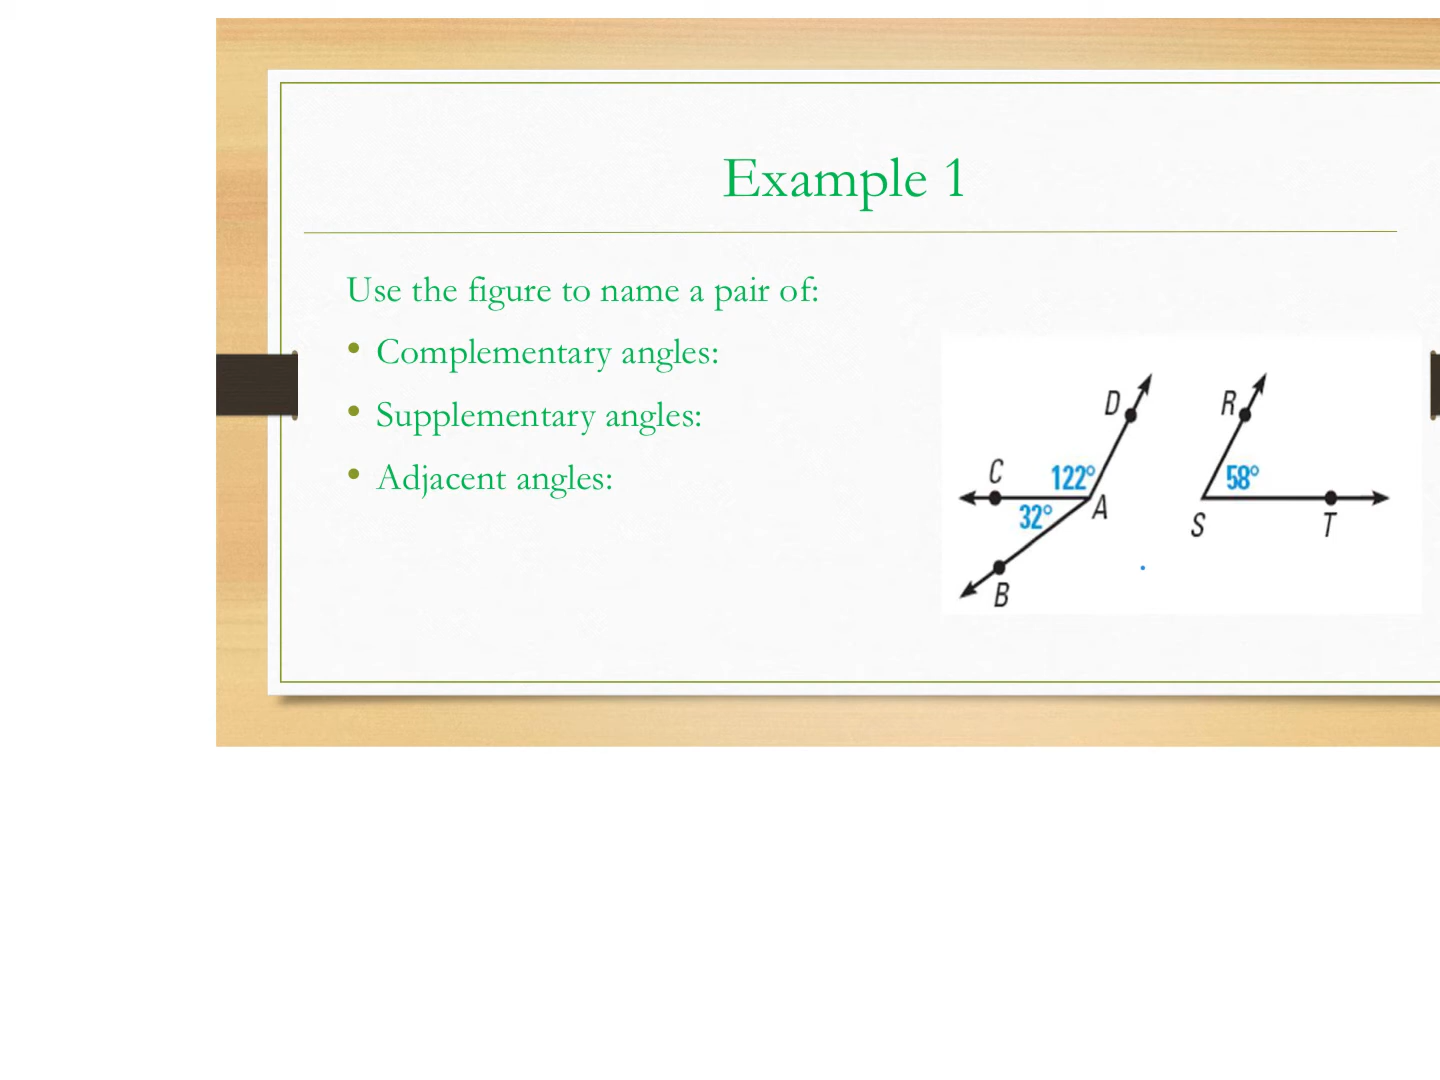 Example 1
Use the figure to name a pair of:
• Complementary angles:
• Supplementary angles:
• Adjacent angles:
D
R
C
122°
58°
A
32°
S
T
B